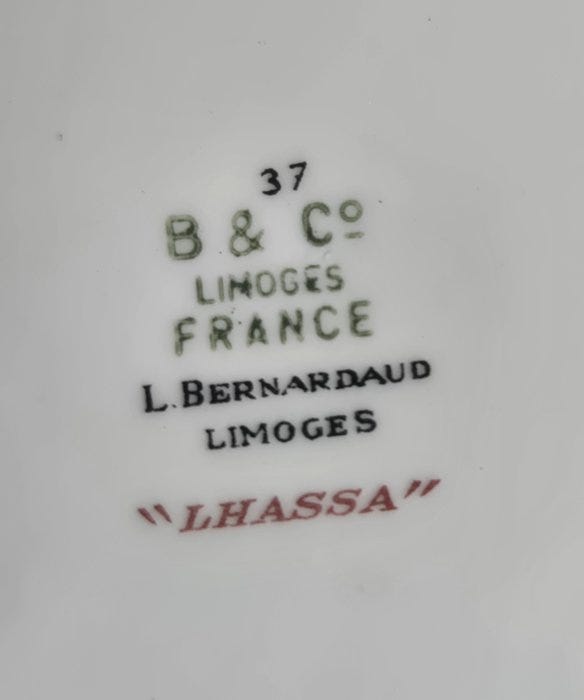 37
B & Cº
LIMOGES
FRANCE
L. BERNARDAUD
LIMOGES
"LHASSA"